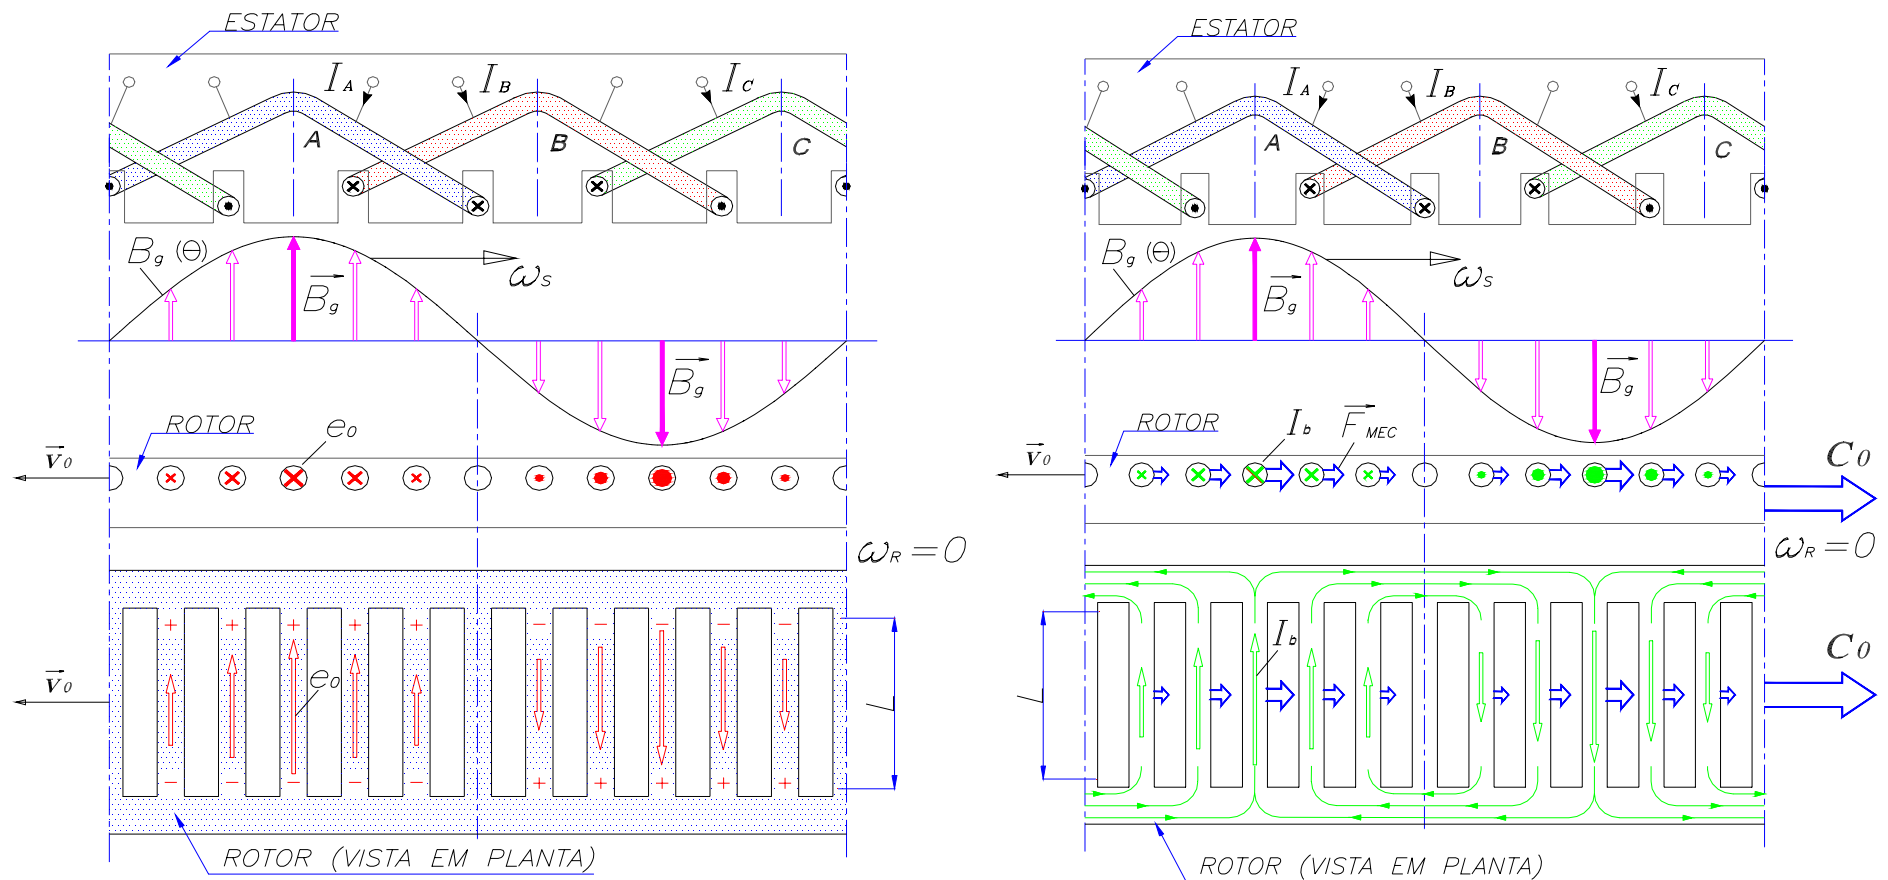 ESTATOR
I_A I_B I_C
A B C
B_g (θ)
ω_S
B_g
B_g
ROTOR e_0
v_0
ω_R = 0
+ + + + + − − − − −
e_0
v_0
L
− − − − − + + + + +
ROTOR (VISTA EM PLANTA)
ESTATOR
I_A I_B I_C
A B C
B_g (θ)
ω_S
B_g
B_g
ROTOR I_b F_MEC
v_0
C_0
ω_R = 0
I_b
L
C_0
ROTOR (VISTA EM PLANTA)